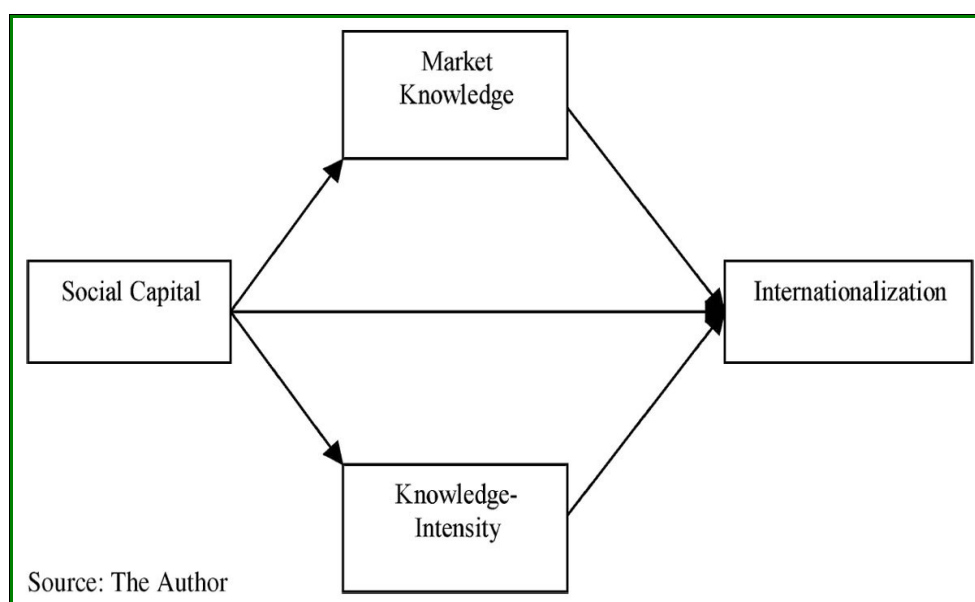 Market
Knowledge
Social Capital
Internationalization
Knowledge-
Intensity
Source: The Author